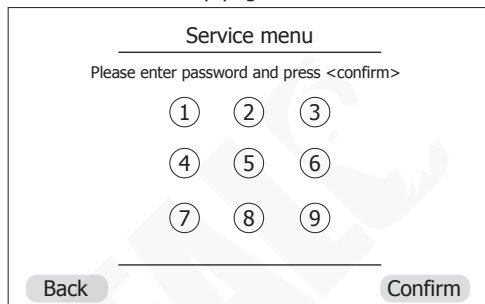 Service menu
Please enter password and press <confirm>
1 2 3
4 5 6
7 8 9
Back Confirm